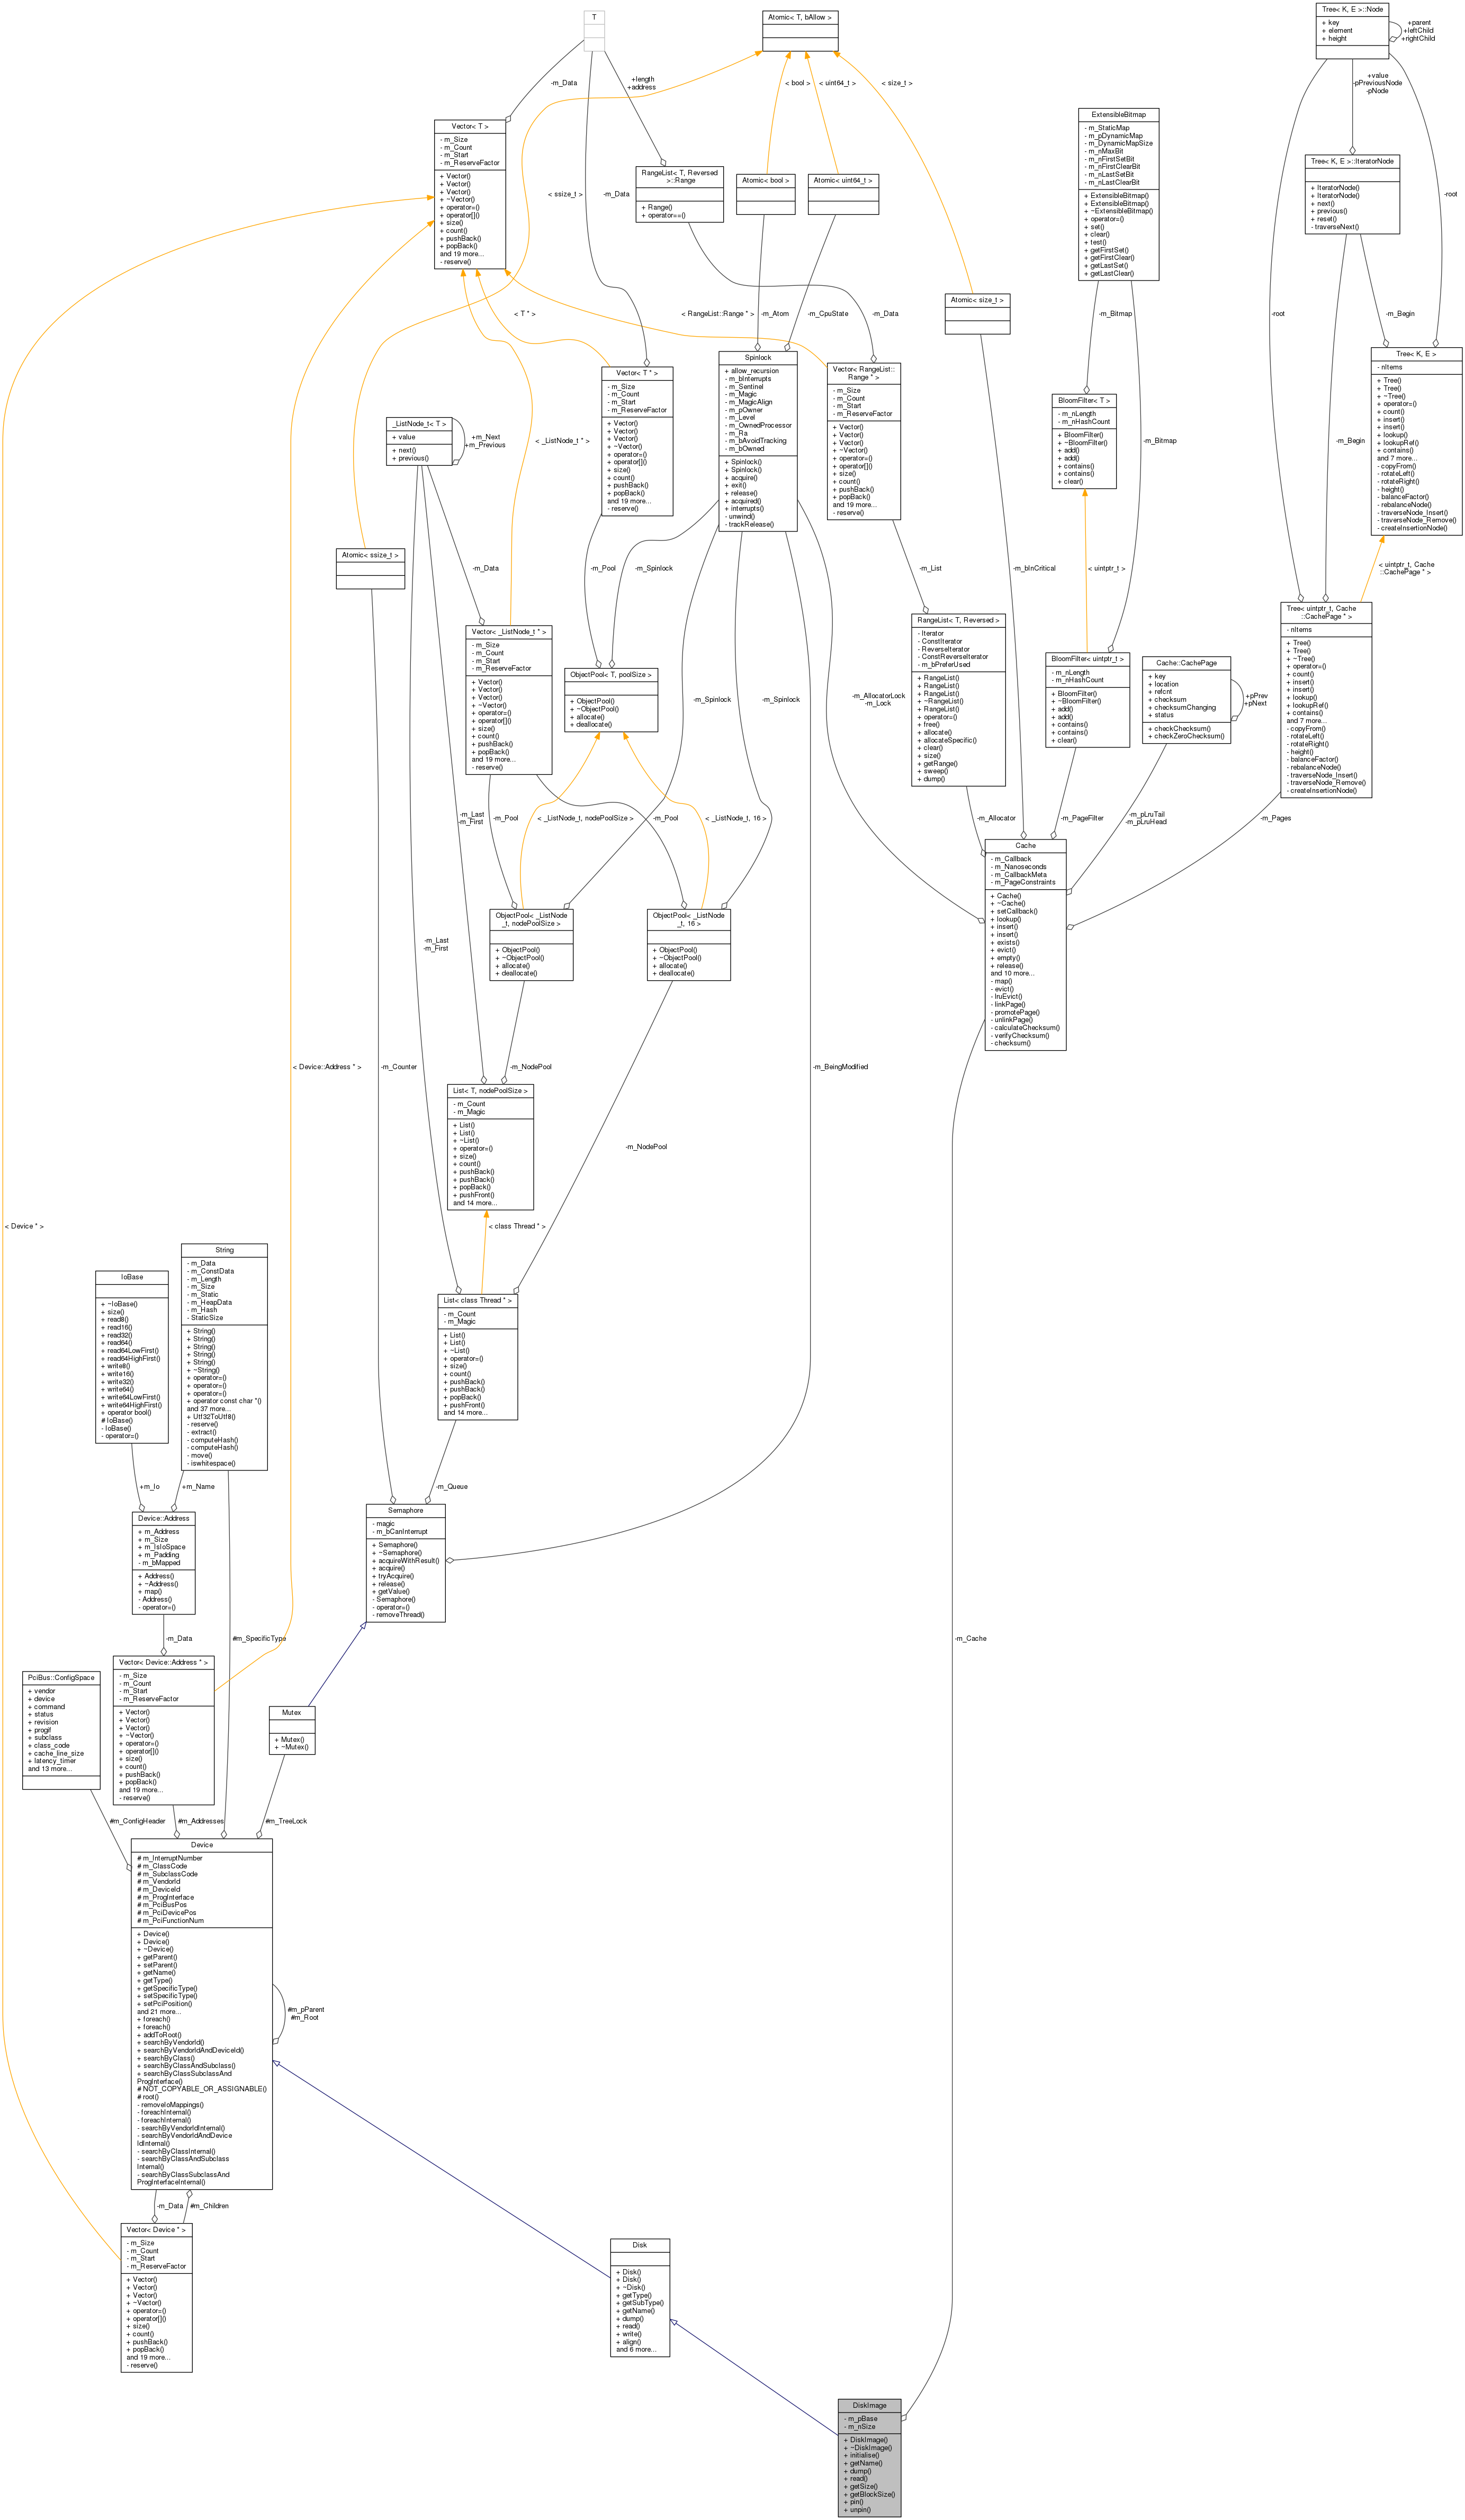 T
Atomic< T, bAllow >
Tree< K, E >::Node
+ key
+ element
+ height
+parent
+leftChild
+rightChild
-m_Data
+length
+address
< bool >
< uint64_t >
< size_t >
+value
-pPreviousNode
-pNode
Vector< T >
- m_Size
- m_Count
- m_Start
- m_ReserveFactor
+ Vector()
+ Vector()
+ Vector()
+ ~Vector()
+ operator=()
+ operator[]()
+ size()
+ count()
+ pushBack()
+ popBack()
and 19 more...
- reserve()
< ssize_t >
-m_Data
RangeList< T, Reversed
>::Range
+ Range()
+ operator==()
Atomic< bool >
Atomic< uint64_t >
ExtensibleBitmap
- m_StaticMap
- m_pDynamicMap
- m_DynamicMapSize
- m_nMaxBit
- m_nFirstSetBit
- m_nFirstClearBit
- m_nLastSetBit
- m_nLastClearBit
+ ExtensibleBitmap()
+ ExtensibleBitmap()
+ ~ExtensibleBitmap()
+ operator=()
+ set()
+ clear()
+ test()
+ getFirstSet()
+ getFirstClear()
+ getLastSet()
+ getLastClear()
Tree< K, E >::IteratorNode
+ IteratorNode()
+ IteratorNode()
+ next()
+ previous()
+ reset()
- traverseNext()
-root
< T * >
< RangeList::Range * >
-m_Atom
-m_CpuState
-m_Data
Atomic< size_t >
-m_Bitmap
-root
-m_Begin
Vector< T * >
- m_Size
- m_Count
- m_Start
- m_ReserveFactor
+ Vector()
+ Vector()
+ Vector()
+ ~Vector()
+ operator=()
+ operator[]()
+ size()
+ count()
+ pushBack()
+ popBack()
and 19 more...
- reserve()
Spinlock
+ allow_recursion
- m_bInterrupts
- m_Sentinel
- m_Magic
- m_MagicAlign
- m_pOwner
- m_Level
- m_OwnedProcessor
- m_Ra
- m_bAvoidTracking
- m_bOwned
+ Spinlock()
+ Spinlock()
+ acquire()
+ exit()
+ release()
+ acquired()
+ interrupts()
- unwind()
- trackRelease()
Vector< RangeList::
Range * >
- m_Size
- m_Count
- m_Start
- m_ReserveFactor
+ Vector()
+ Vector()
+ Vector()
+ ~Vector()
+ operator=()
+ operator[]()
+ size()
+ count()
+ pushBack()
+ popBack()
and 19 more...
- reserve()
BloomFilter< T >
- m_nLength
- m_nHashCount
+ BloomFilter()
+ ~BloomFilter()
+ add()
+ add()
+ contains()
+ contains()
+ clear()
-m_Bitmap
-m_Begin
Tree< K, E >
- nItems
+ Tree()
+ Tree()
+ ~Tree()
+ operator=()
+ count()
+ insert()
+ insert()
+ lookup()
+ lookupRef()
+ contains()
and 7 more...
- copyFrom()
- rotateLeft()
- rotateRight()
- height()
- balanceFactor()
- rebalanceNode()
- traverseNode_Insert()
- traverseNode_Remove()
- createInsertionNode()
_ListNode_t< T >
+ value
+ next()
+ previous()
+m_Next
+m_Previous
< _ListNode_t * >
Atomic< ssize_t >
-m_Data
-m_Pool
-m_Spinlock
-m_List
-m_bInCritical
< uintptr_t >
< uintptr_t, Cache
::CachePage * >
Vector< _ListNode_t * >
- m_Size
- m_Count
- m_Start
- m_ReserveFactor
+ Vector()
+ Vector()
+ Vector()
+ ~Vector()
+ operator=()
+ operator[]()
+ size()
+ count()
+ pushBack()
+ popBack()
and 19 more...
- reserve()
ObjectPool< T, poolSize >
+ ObjectPool()
+ ~ObjectPool()
+ allocate()
+ deallocate()
-m_Spinlock
-m_Spinlock
-m_AllocatorLock
-m_Lock
RangeList< T, Reversed >
- Iterator
- ConstIterator
- ReverseIterator
- ConstReverseIterator
- m_bPreferUsed
+ RangeList()
+ RangeList()
+ RangeList()
+ ~RangeList()
+ RangeList()
+ operator=()
+ free()
+ allocate()
+ allocateSpecific()
+ clear()
+ size()
+ getRange()
+ sweep()
+ dump()
BloomFilter< uintptr_t >
- m_nLength
- m_nHashCount
+ BloomFilter()
+ ~BloomFilter()
+ add()
+ add()
+ contains()
+ contains()
+ clear()
Cache::CachePage
+ key
+ location
+ refcnt
+ checksum
+ checksumChanging
+ status
+ checkChecksum()
+ checkZeroChecksum()
+pPrev
+pNext
Tree< uintptr_t, Cache
::CachePage * >
- nItems
+ Tree()
+ Tree()
+ ~Tree()
+ operator=()
+ count()
+ insert()
+ insert()
+ lookup()
+ lookupRef()
+ contains()
and 7 more...
- copyFrom()
- rotateLeft()
- rotateRight()
- height()
- balanceFactor()
- rebalanceNode()
- traverseNode_Insert()
- traverseNode_Remove()
- createInsertionNode()
-m_Last
-m_First
-m_Pool
< _ListNode_t, nodePoolSize >
-m_Pool
< _ListNode_t, 16 >
-m_Allocator
-m_PageFilter
-m_pLruTail
-m_pLruHead
-m_Pages
-m_Last
-m_First
ObjectPool< _ListNode
_t, nodePoolSize >
+ ObjectPool()
+ ~ObjectPool()
+ allocate()
+ deallocate()
ObjectPool< _ListNode
_t, 16 >
+ ObjectPool()
+ ~ObjectPool()
+ allocate()
+ deallocate()
Cache
- m_Callback
- m_Nanoseconds
- m_CallbackMeta
- m_PageConstraints
+ Cache()
+ ~Cache()
+ setCallback()
+ lookup()
+ insert()
+ insert()
+ exists()
+ evict()
+ empty()
+ release()
and 10 more...
- map()
- evict()
- lruEvict()
- linkPage()
- promotePage()
- unlinkPage()
- calculateChecksum()
- verifyChecksum()
- checksum()
< Device::Address * >
-m_Counter
-m_NodePool
-m_BeingModified
List< T, nodePoolSize >
- m_Count
- m_Magic
+ List()
+ List()
+ ~List()
+ operator=()
+ size()
+ count()
+ pushBack()
+ pushBack()
+ popBack()
+ pushFront()
and 14 more...
-m_NodePool
< Device * >
< class Thread * >
IoBase
+ ~IoBase()
+ size()
+ read8()
+ read16()
+ read32()
+ read64()
+ read64LowFirst()
+ read64HighFirst()
+ write8()
+ write16()
+ write32()
+ write64()
+ write64LowFirst()
+ write64HighFirst()
+ operator bool()
# IoBase()
- IoBase()
- operator=()
String
- m_Data
- m_ConstData
- m_Length
- m_Size
- m_Static
- m_HeapData
- m_Hash
- StaticSize
+ String()
+ String()
+ String()
+ String()
+ String()
+ ~String()
+ operator=()
+ operator=()
+ operator=()
+ operator const char *()
and 37 more...
+ Utf32ToUtf8()
- reserve()
- extract()
- computeHash()
- computeHash()
- move()
- iswhitespace()
List< class Thread * >
- m_Count
- m_Magic
+ List()
+ List()
+ ~List()
+ operator=()
+ size()
+ count()
+ pushBack()
+ pushBack()
+ popBack()
+ pushFront()
and 14 more...
+m_Io
+m_Name
-m_Queue
Device::Address
+ m_Address
+ m_Size
+ m_IsIoSpace
+ m_Padding
- m_bMapped
+ Address()
+ ~Address()
+ map()
- Address()
- operator=()
Semaphore
- magic
- m_bCanInterrupt
+ Semaphore()
+ ~Semaphore()
+ acquireWithResult()
+ acquire()
+ tryAcquire()
+ release()
+ getValue()
- Semaphore()
- operator=()
- removeThread()
-m_Data
#m_SpecificType
-m_Cache
PciBus::ConfigSpace
+ vendor
+ device
+ command
+ status
+ revision
+ progif
+ subclass
+ class_code
+ cache_line_size
+ latency_timer
and 13 more...
Vector< Device::Address * >
- m_Size
- m_Count
- m_Start
- m_ReserveFactor
+ Vector()
+ Vector()
+ Vector()
+ ~Vector()
+ operator=()
+ operator[]()
+ size()
+ count()
+ pushBack()
+ popBack()
and 19 more...
- reserve()
Mutex
+ Mutex()
+ ~Mutex()
#m_ConfigHeader
#m_Addresses
#m_TreeLock
Device
# m_InterruptNumber
# m_ClassCode
# m_SubclassCode
# m_VendorId
# m_DeviceId
# m_ProgInterface
# m_PciBusPos
# m_PciDevicePos
# m_PciFunctionNum
+ Device()
+ Device()
+ ~Device()
+ getParent()
+ setParent()
+ getName()
+ getType()
+ getSpecificType()
+ setSpecificType()
+ setPciPosition()
and 21 more...
+ foreach()
+ foreach()
+ addToRoot()
+ searchByVendorId()
+ searchByVendorIdAndDeviceId()
+ searchByClass()
+ searchByClassAndSubclass()
+ searchByClassSubclassAnd
ProgInterface()
# NOT_COPYABLE_OR_ASSIGNABLE()
# root()
- removeIoMappings()
- foreachInternal()
- foreachInternal()
- searchByVendorIdInternal()
- searchByVendorIdAndDevice
IdInternal()
- searchByClassInternal()
- searchByClassAndSubclass
Internal()
- searchByClassSubclassAnd
ProgInterfaceInternal()
#m_pParent
#m_Root
-m_Data
#m_Children
Vector< Device * >
- m_Size
- m_Count
- m_Start
- m_ReserveFactor
+ Vector()
+ Vector()
+ Vector()
+ ~Vector()
+ operator=()
+ operator[]()
+ size()
+ count()
+ pushBack()
+ popBack()
and 19 more...
- reserve()
Disk
+ Disk()
+ Disk()
+ ~Disk()
+ getType()
+ getSubType()
+ getName()
+ dump()
+ read()
+ write()
+ align()
and 6 more...
DiskImage
- m_pBase
- m_nSize
+ DiskImage()
+ ~DiskImage()
+ initialise()
+ getName()
+ dump()
+ read()
+ getSize()
+ getBlockSize()
+ pin()
+ unpin()